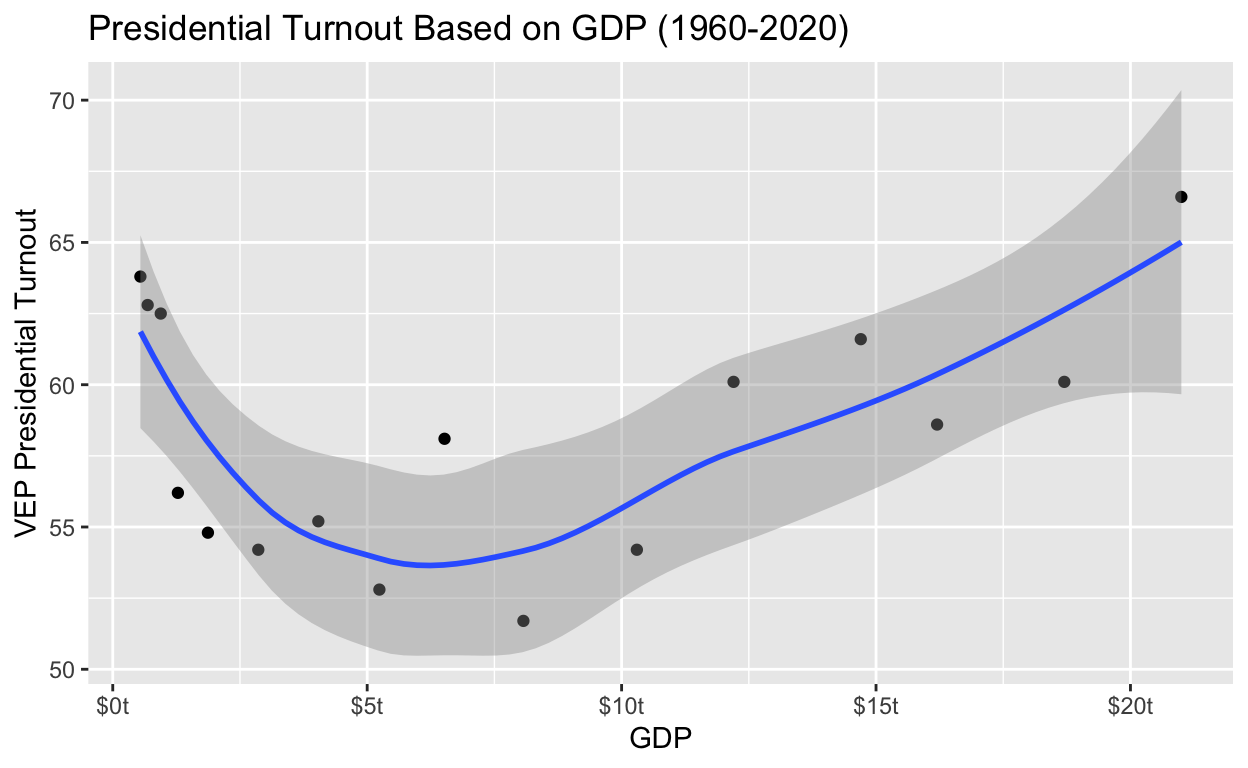 Presidential Turnout Based on GDP (1960-2020)
VEP Presidential Turnout
70
65
60
55
50
$0t
$5t
$10t
$15t
$20t
GDP